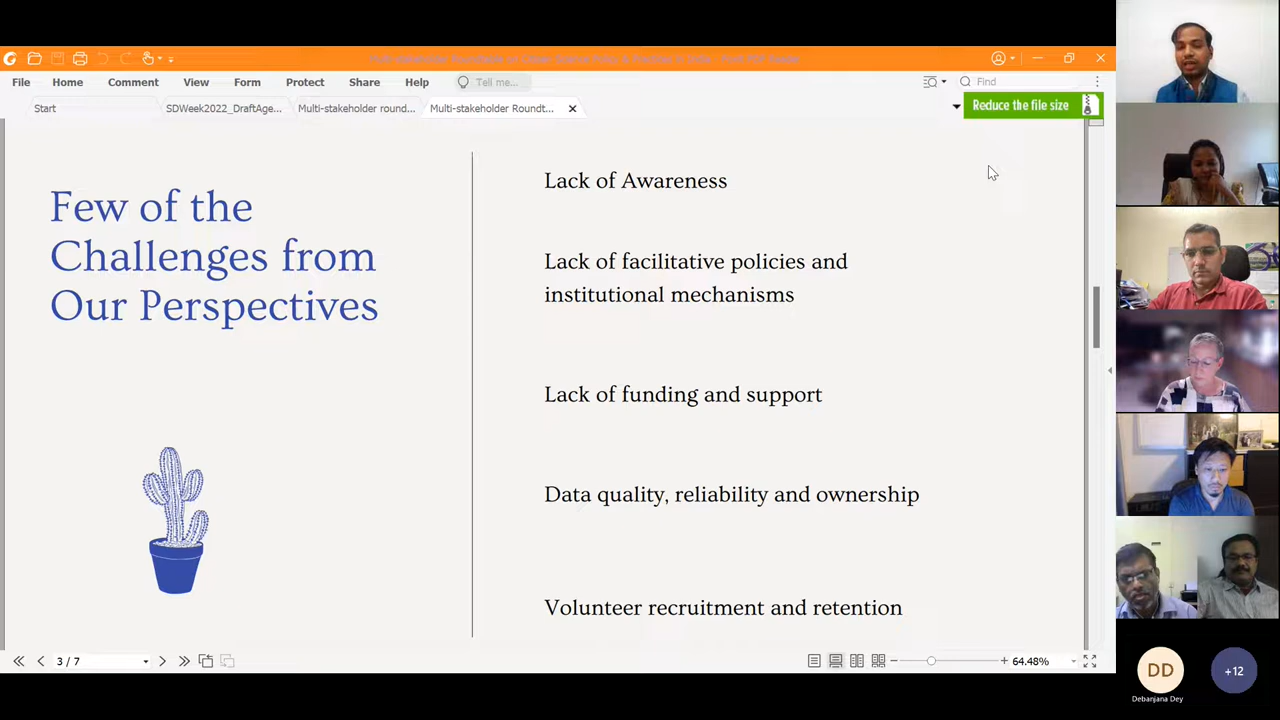 File Home Comment View Form Protect Share Help Tell me... Find
Start SDWeek2022_DraftAge... Multi-stakeholder round... Multi-stakeholder Roundt... Reduce the file size
Few of the
Challenges from
Our Perspectives
Lack of Awareness
Lack of facilitative policies and
institutional mechanisms
Lack of funding and support
Data quality, reliability and ownership
Volunteer recruitment and retention
3 / 7 64.48%
DD
Debanjana Dey
+12